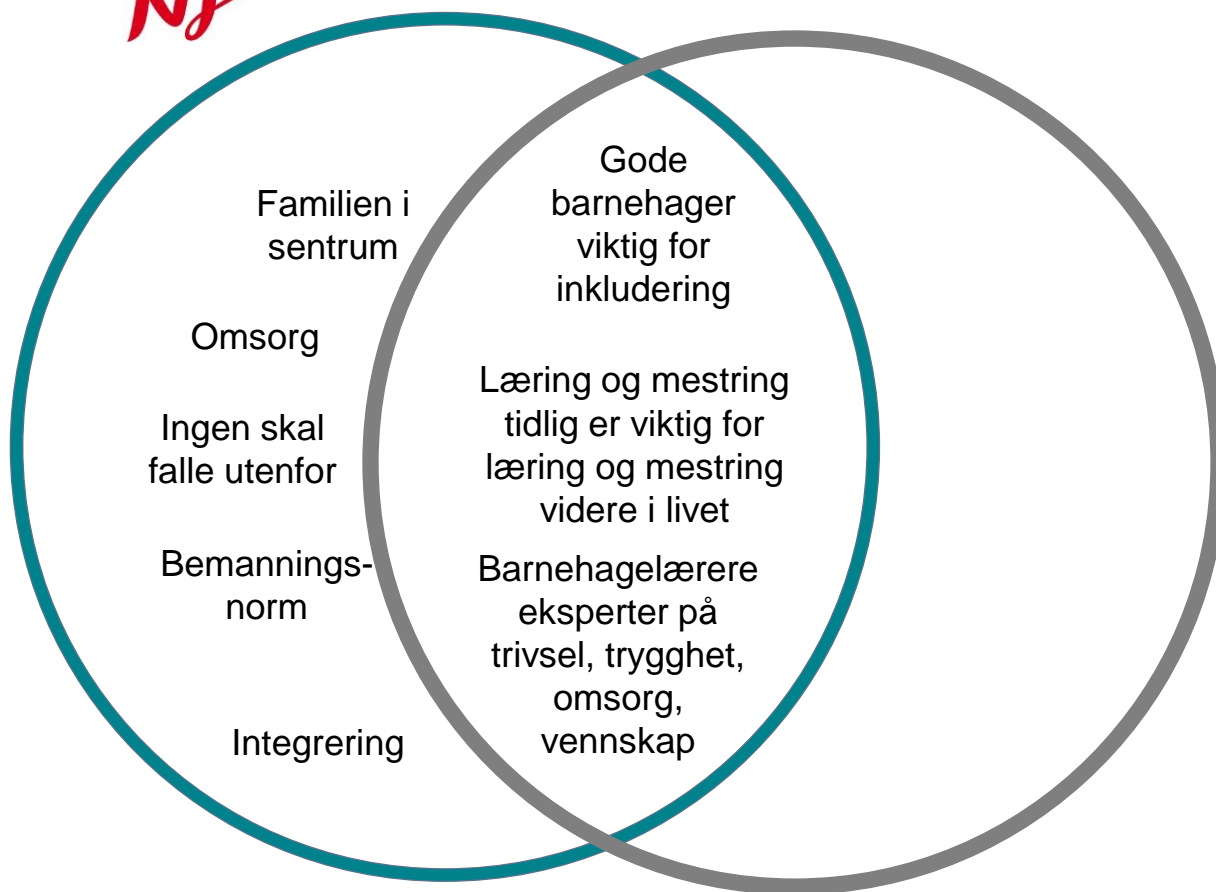 Familien i
sentrum
Omsorg
Ingen skal
falle utenfor
Bemannings-
norm
Integrering
Gode
barnehager
viktig for
inkludering
Læring og mestring
tidlig er viktig for
læring og mestring
videre i livet
Barnehagelærere
eksperter på
trivsel, trygghet,
omsorg,
vennskap